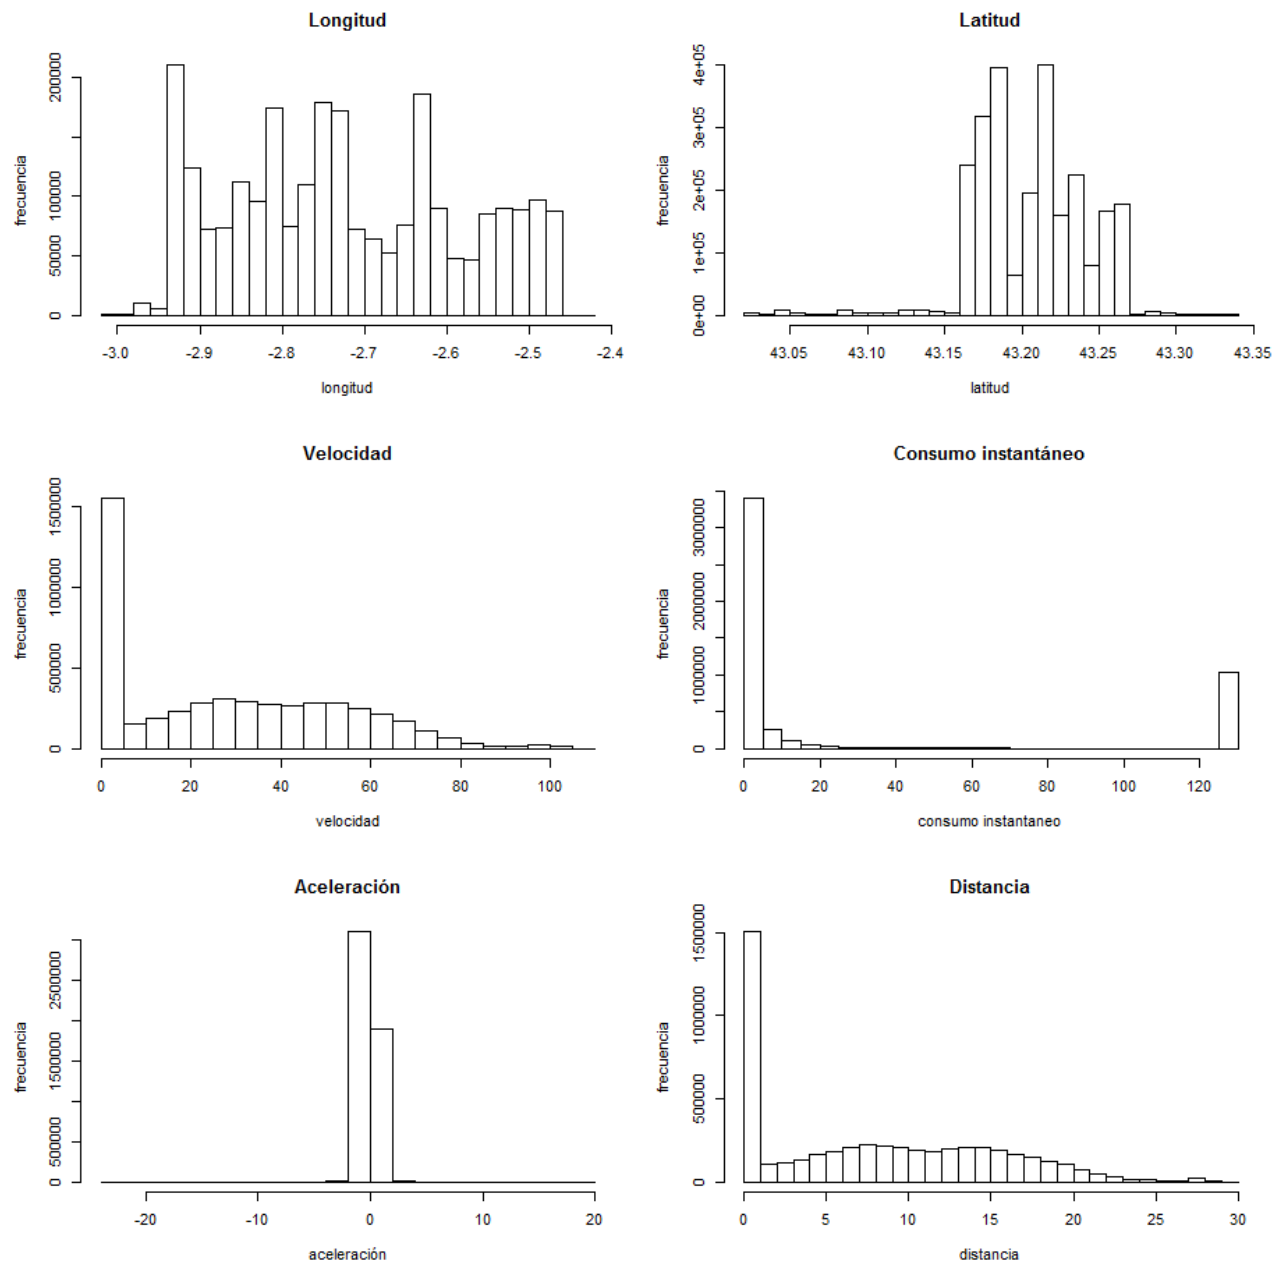 Longitud
frecuencia
0
50000
100000
200000
-3.0
-2.9
-2.8
-2.7
-2.6
-2.5
-2.4
longitud
Latitud
frecuencia
0e+00
1e+05
2e+05
3e+05
4e+05
43.05
43.10
43.15
43.20
43.25
43.30
43.35
latitud
Velocidad
frecuencia
0
500000
1000000
1500000
0
20
40
60
80
100
velocidad
Consumo instantáneo
frecuencia
0
1000000
2000000
3000000
0
20
40
60
80
100
120
consumo instantaneo
Aceleración
frecuencia
0
500000
1500000
2500000
-20
-10
0
10
20
aceleración
Distancia
frecuencia
0
500000
1000000
1500000
0
5
10
15
20
25
30
distancia